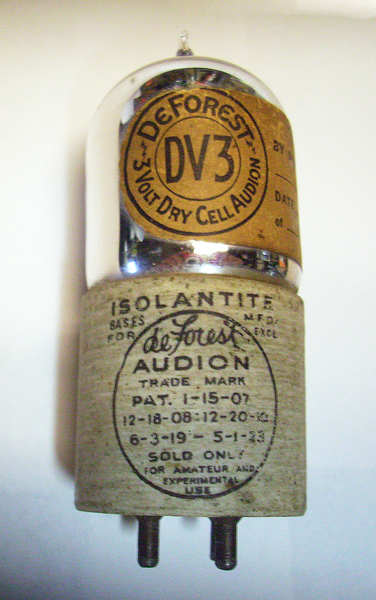 DEFOREST
DV3
3 VOLT DRY CELL AUDION
BY
DATE
of
ISOLANTITE
BASES MFD.
FOR EXCL.
de Forest
AUDION
TRADE MARK
PAT. 1-15-07
12-18-08: 12-20-10
6-3-19 - 5-1-23
SOLD ONLY
FOR AMATEUR AND
EXPERIMENTAL
USE